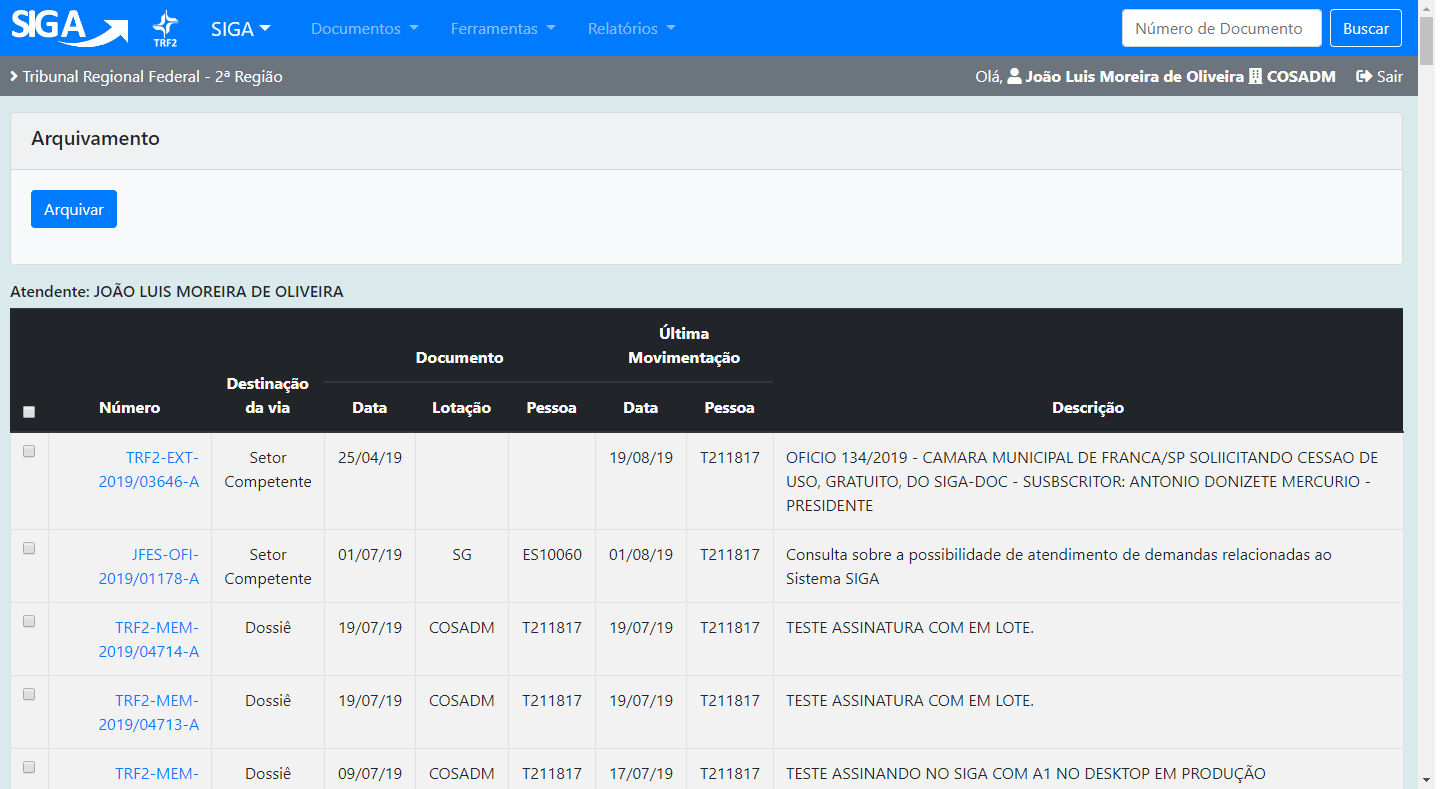 SIGA TRF2 SIGA Documentos Ferramentas Relatórios Número de Documento Buscar
Tribunal Regional Federal - 2ª Região Olá, João Luis Moreira de Oliveira COSADM Sair
Arquivamento
Arquivar
Atendente: JOÃO LUIS MOREIRA DE OLIVEIRA
Última
Documento Movimentação
Destinação
Número da via Data Lotação Pessoa Data Pessoa Descrição
TRF2-EXT- Setor 25/04/19 19/08/19 T211817 OFICIO 134/2019 - CAMARA MUNICIPAL DE FRANCA/SP SOLIICITANDO CESSAO DE
2019/03646-A Competente USO, GRATUITO, DO SIGA-DOC - SUSBSCRITOR: ANTONIO DONIZETE MERCURIO -
PRESIDENTE
JFES-OFI- Setor 01/07/19 SG ES10060 01/08/19 T211817 Consulta sobre a possibilidade de atendimento de demandas relacionadas ao
2019/01178-A Competente Sistema SIGA
TRF2-MEM- Dossiê 19/07/19 COSADM T211817 19/07/19 T211817 TESTE ASSINATURA COM EM LOTE.
2019/04714-A
TRF2-MEM- Dossiê 19/07/19 COSADM T211817 19/07/19 T211817 TESTE ASSINATURA COM EM LOTE.
2019/04713-A
TRF2-MEM- Dossiê 09/07/19 COSADM T211817 17/07/19 T211817 TESTE ASSINANDO NO SIGA COM A1 NO DESKTOP EM PRODUÇÃO